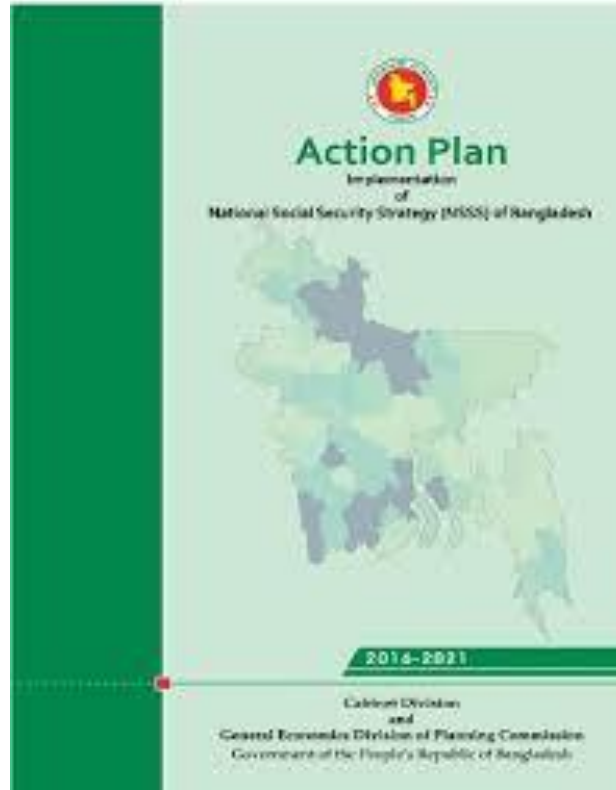 Action Plan
Implementation
of
National Social Security Strategy (NSSS) of Bangladesh
2016-2021
Cabinet Division
and
General Economics Division of Planning Commission
Government of the People's Republic of Bangladesh